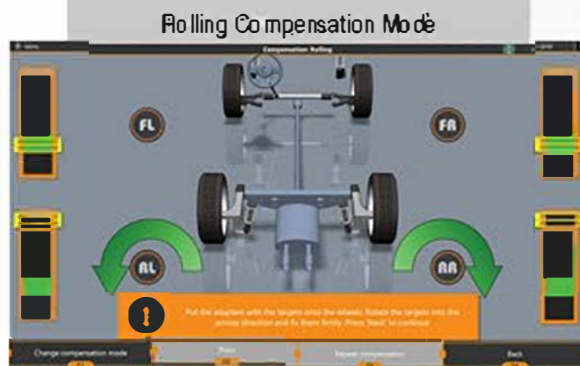 Rolling Compensation Mode
MENU
Compensation Rolling
FL
FR
RL
RR
Put the adapters with the targets onto the wheels. Rotate the targets into the
arrows direction and fix them firmly. Press 'Next' to continue
Change compensation mode
Repeat compensation
Back